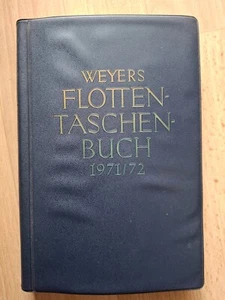 WEYERS
FLOTTEN-
TASCHEN-
BUCH
1971/72